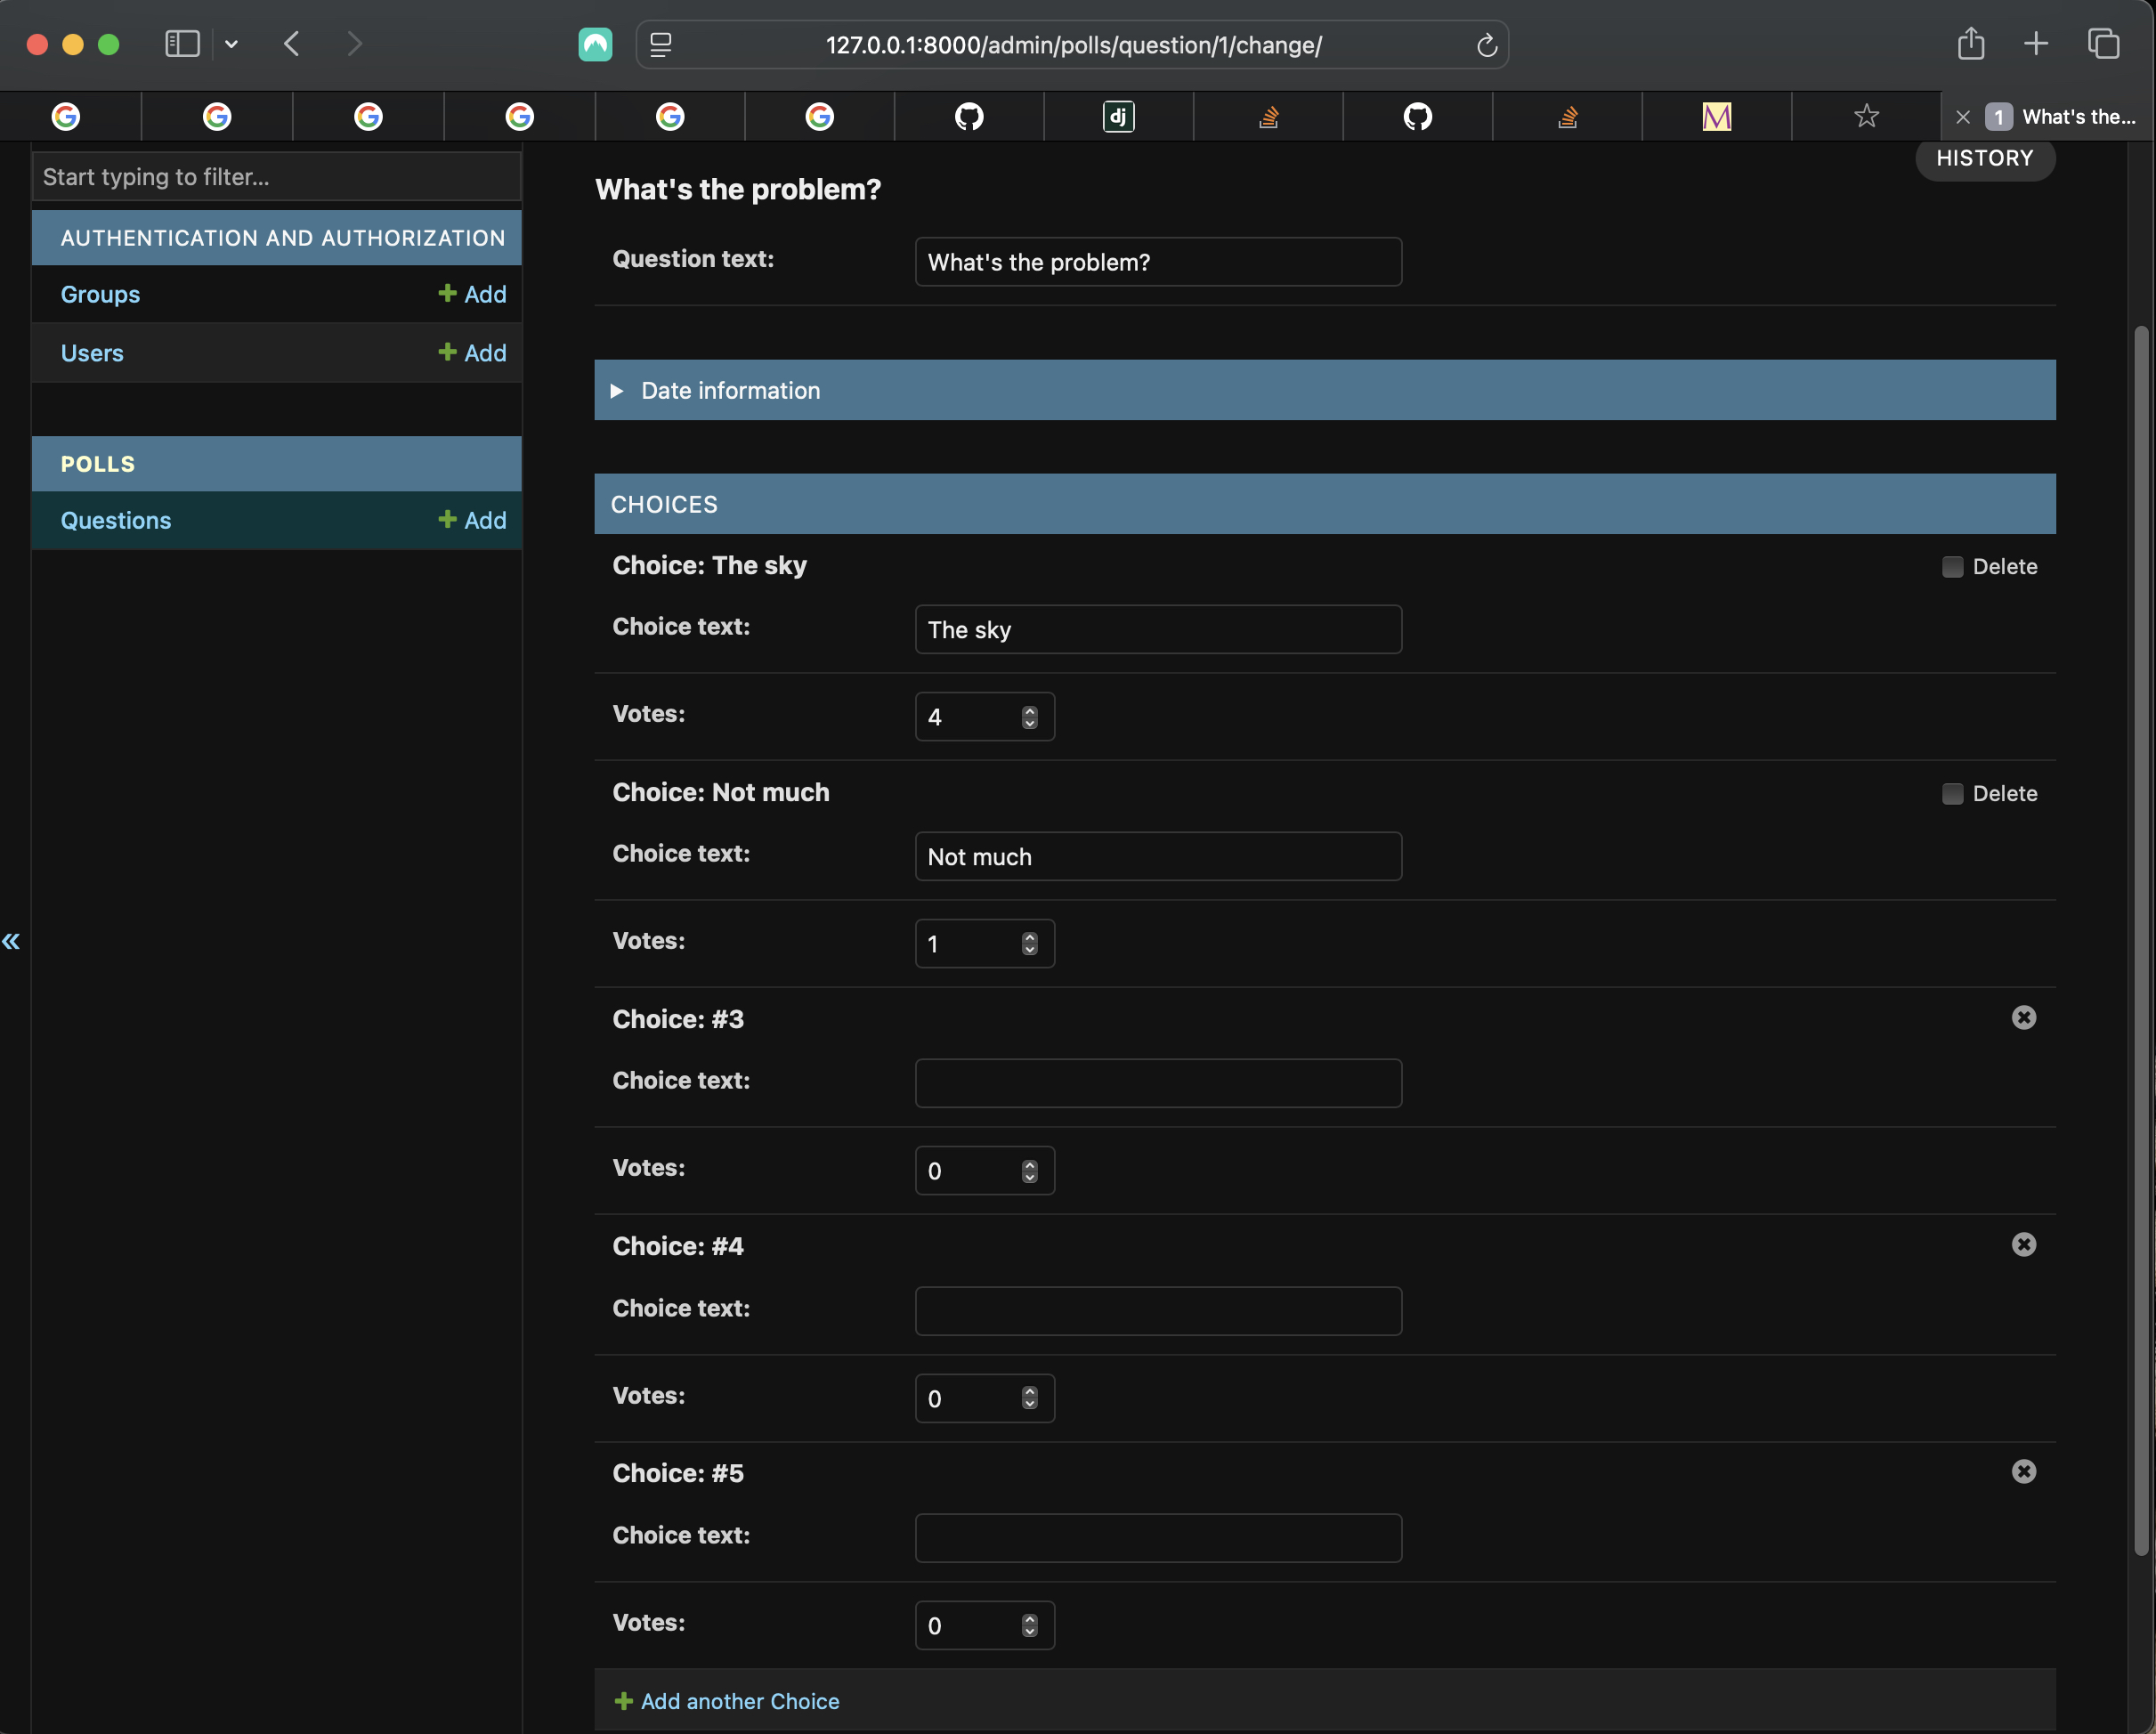 127.0.0.1:8000/admin/polls/question/1/change/
dj
1 What's the...
Start typing to filter...
AUTHENTICATION AND AUTHORIZATION
Groups Add
Users Add
POLLS
Questions Add
«
HISTORY
What's the problem?
Question text: What's the problem?
Date information
CHOICES
Choice: The sky Delete
Choice text: The sky
Votes: 4
Choice: Not much Delete
Choice text: Not much
Votes: 1
Choice: #3
Choice text:
Votes: 0
Choice: #4
Choice text:
Votes: 0
Choice: #5
Choice text:
Votes: 0
Add another Choice